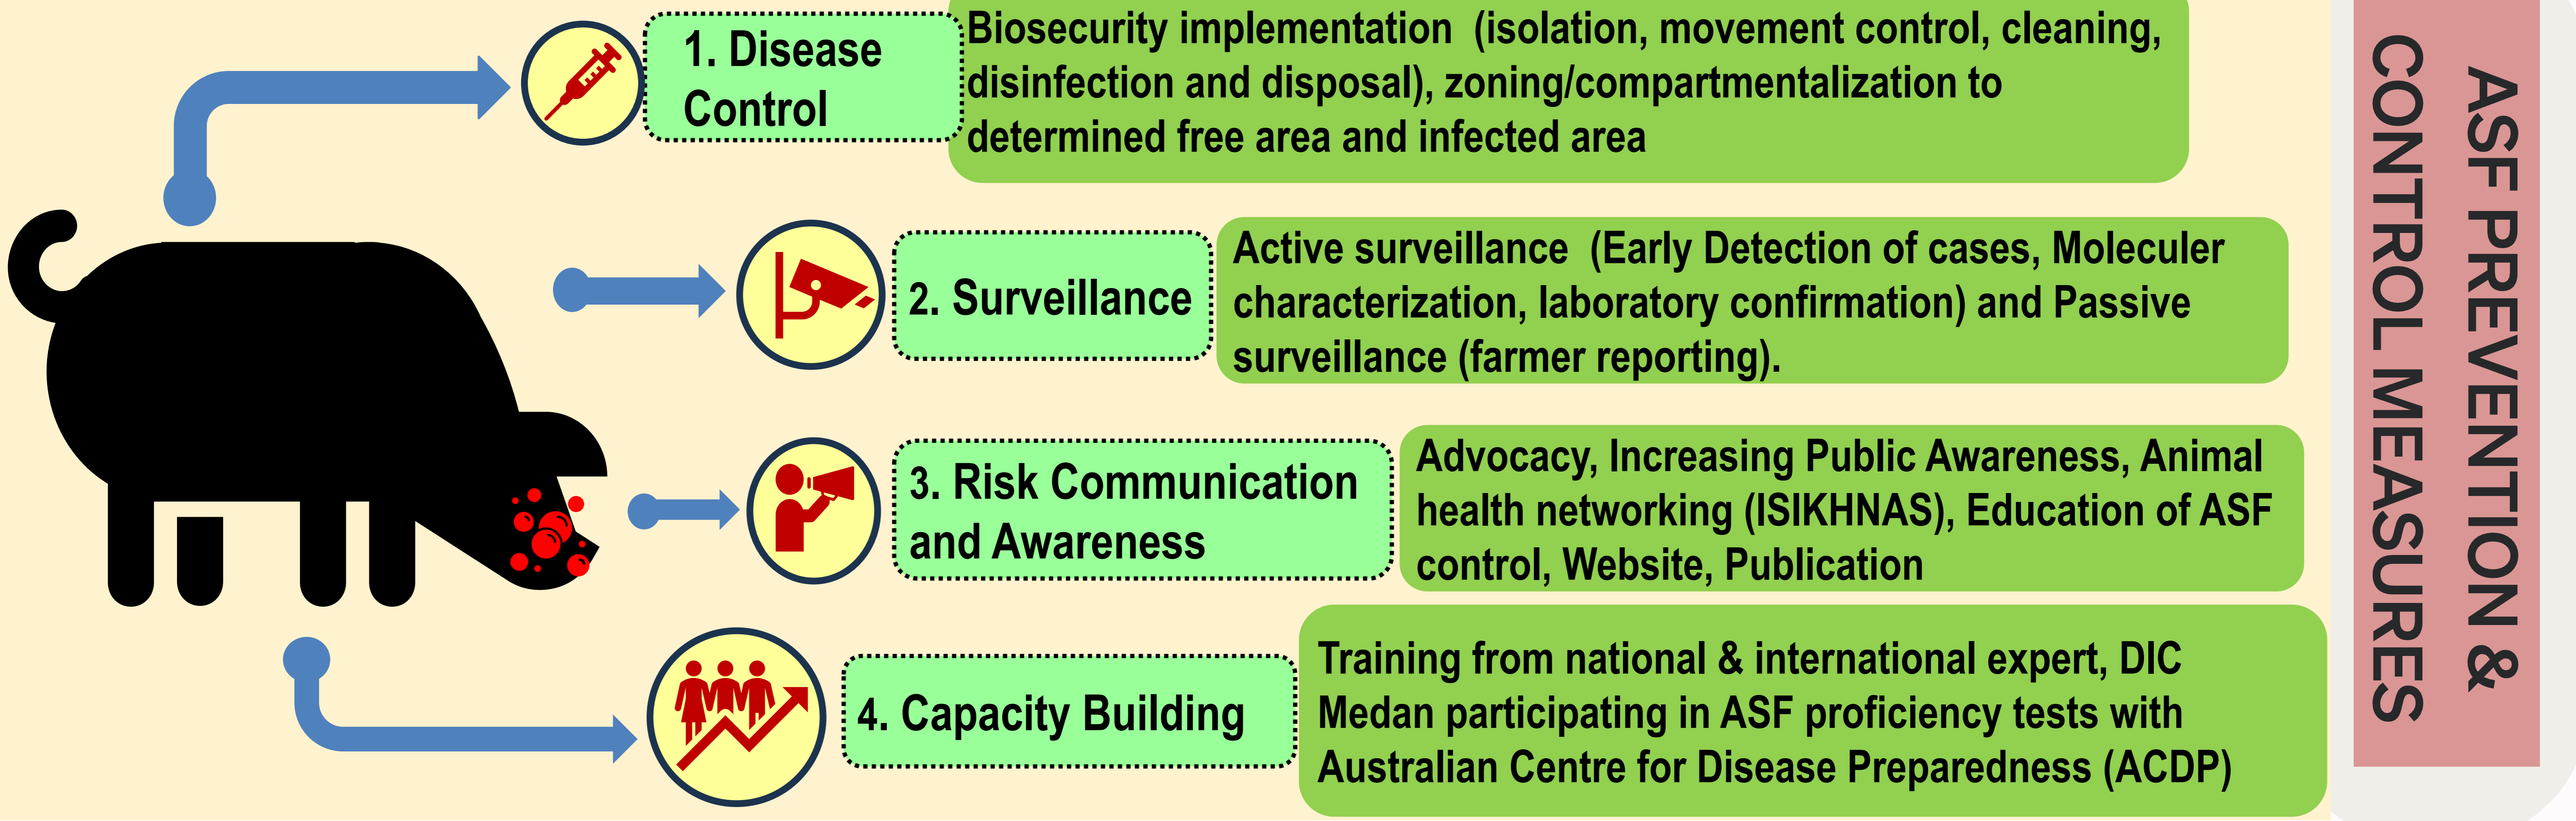 1. Disease
Control
Biosecurity implementation  (isolation, movement control, cleaning,
disinfection and disposal), zoning/compartmentalization to
determined free area and infected area
2. Surveillance
Active surveillance  (Early Detection of cases, Moleculer
characterization, laboratory confirmation) and Passive
surveillance (farmer reporting).
3. Risk Communication
and Awareness
Advocacy, Increasing Public Awareness, Animal
health networking (ISIKHNAS), Education of ASF
control, Website, Publication
4. Capacity Building
Training from national & international expert, DIC
Medan participating in ASF proficiency tests with
Australian Centre for Disease Preparedness (ACDP)
ASF PREVENTION &
CONTROL MEASURES